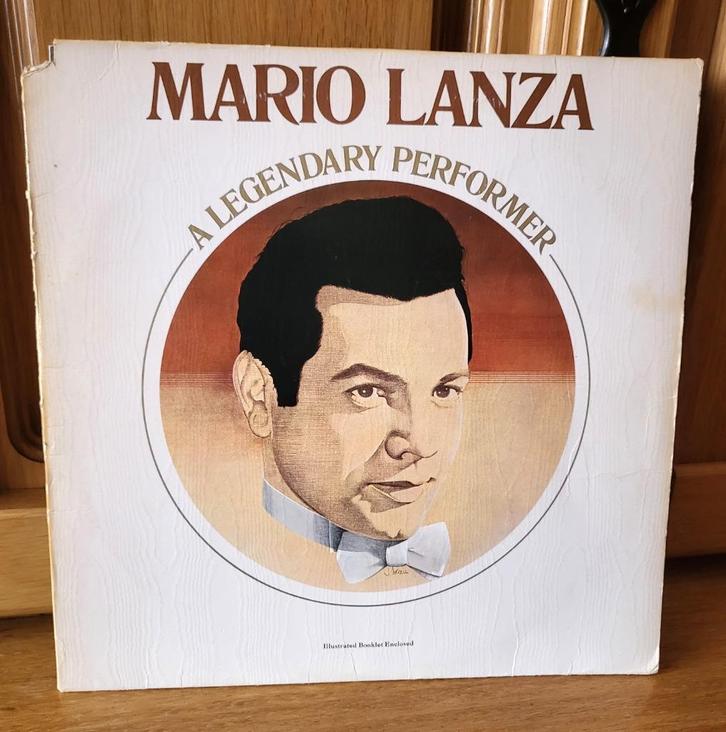 MARIO LANZA
A LEGENDARY PERFORMER
Illustrated Booklet Enclosed